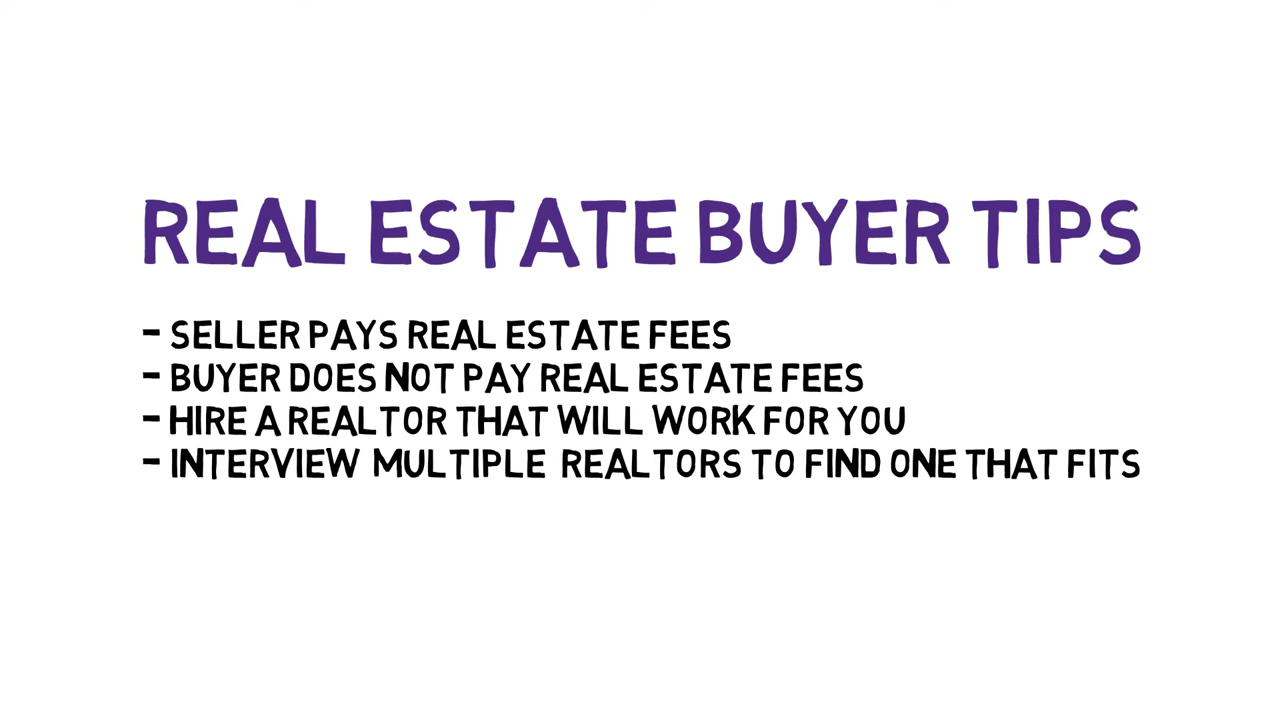 REAL ESTATE BUYER TIPS
- SELLER PAYS REAL ESTATE FEES
- BUYER DOES NOT PAY REAL ESTATE FEES
- HIRE A REALTOR THAT WILL WORK FOR YOU
- INTERVIEW MULTIPLE REALTORS TO FIND ONE THAT FITS